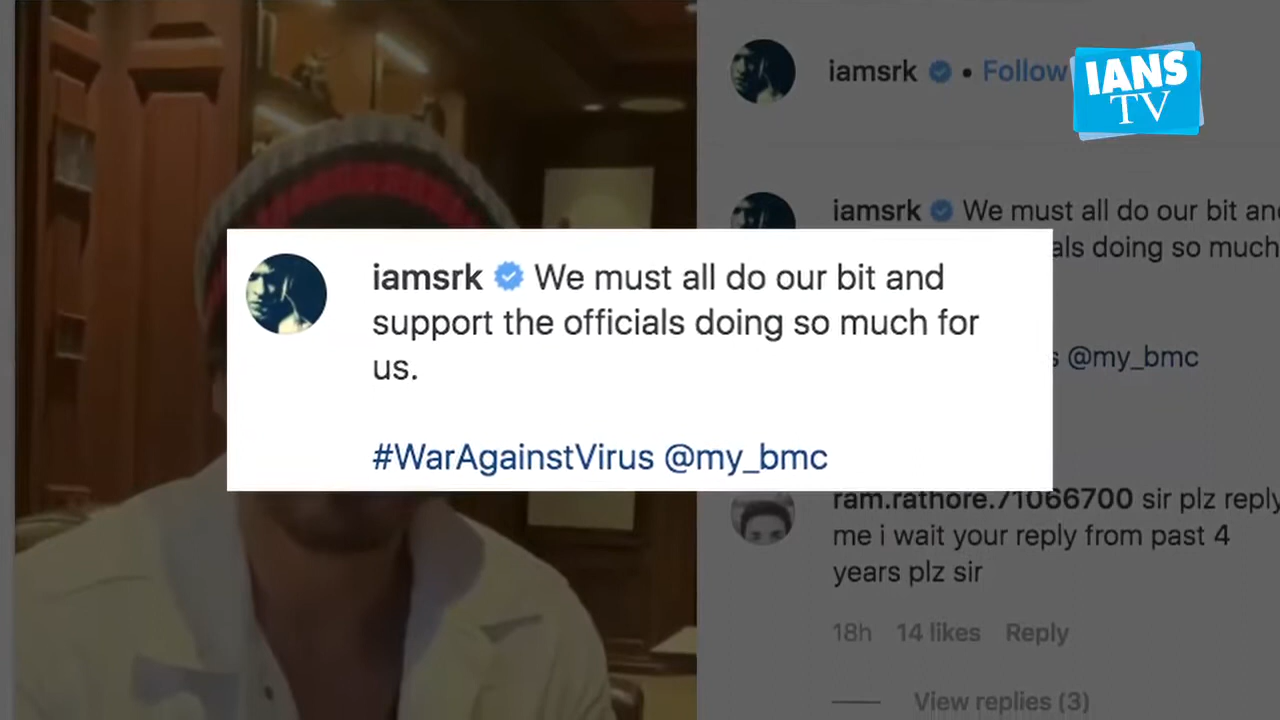 iamsrk • Follow
IANS
TV
iamsrk We must all do our bit and
als doing so much
@my_bmc
iamsrk We must all do our bit and
support the officials doing so much for
us.
#WarAgainstVirus @my_bmc
ram.rathore.71066700 sir plz reply
me i wait your reply from past 4
years plz sir
18h 14 likes Reply
View replies (3)